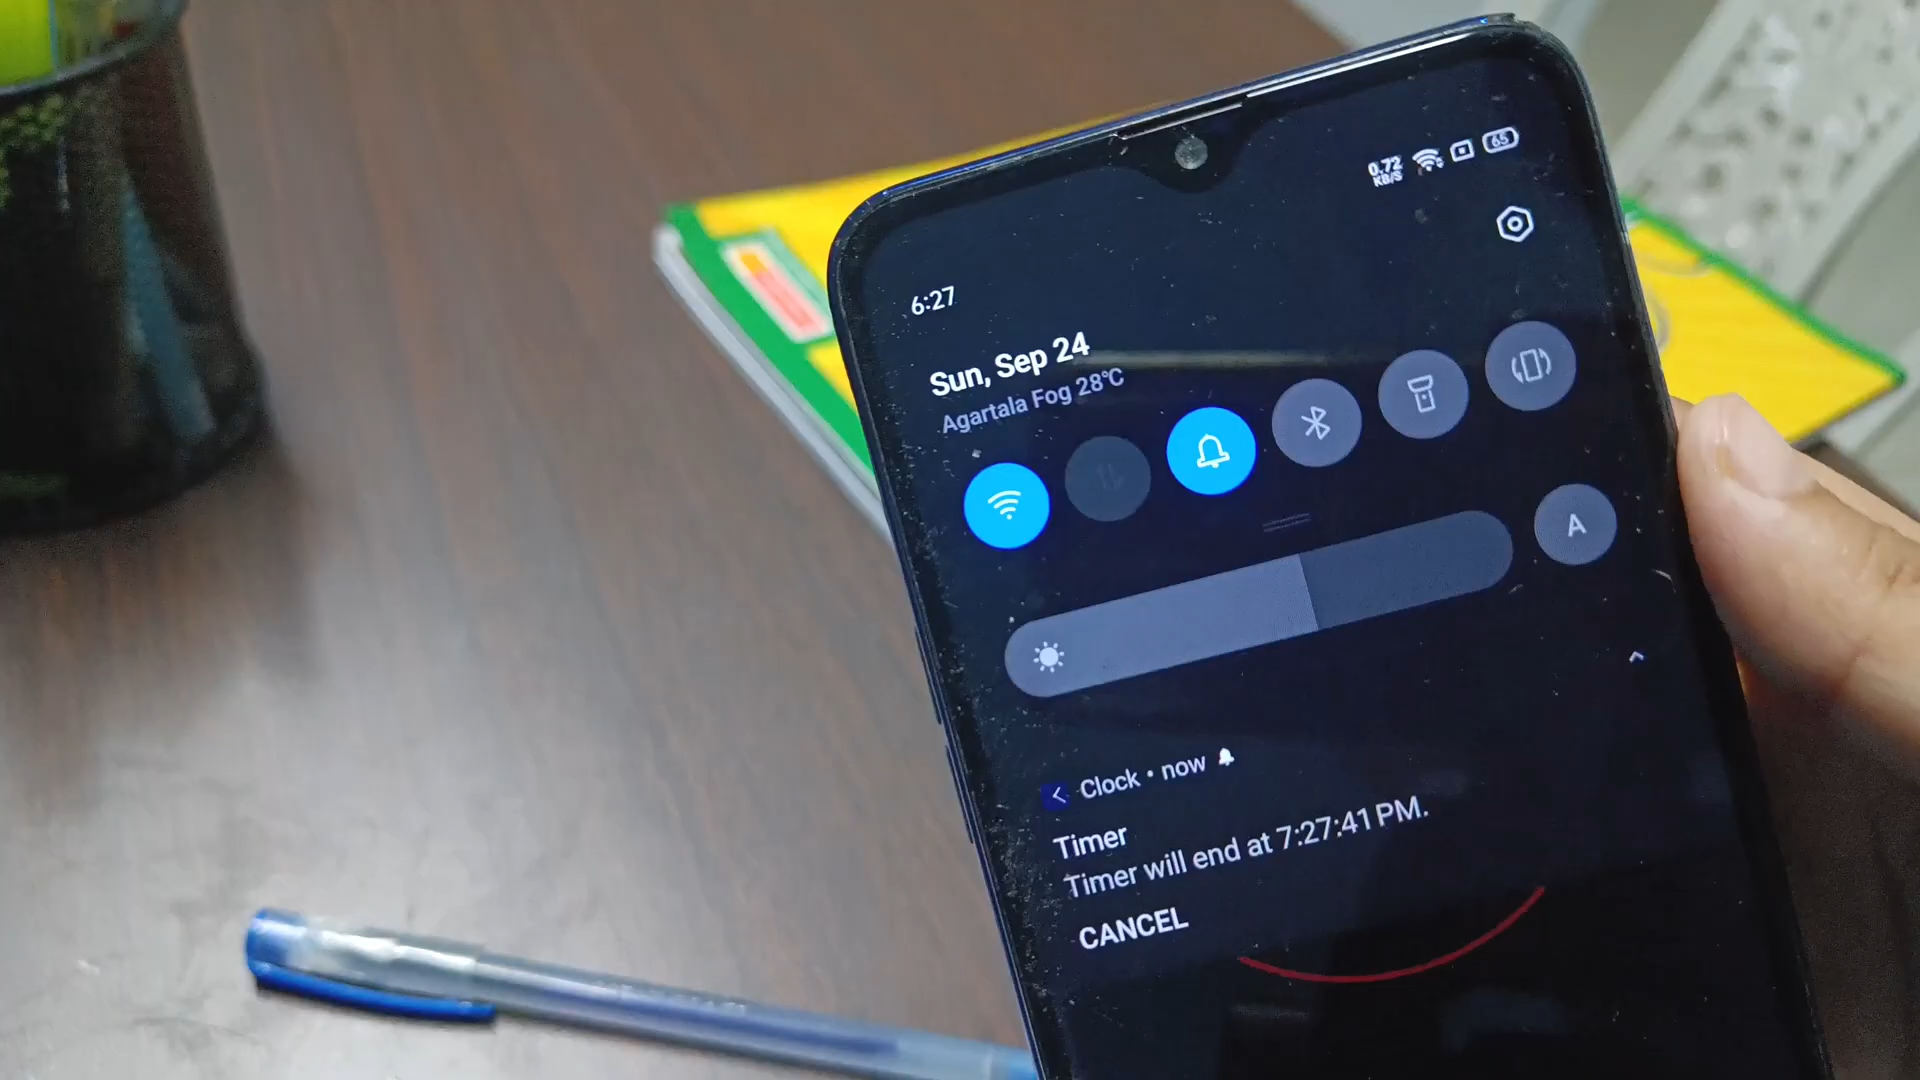 0.72
KB/S
65
6:27
Sun, Sep 24
Agartala Fog 28°C
A
Clock • now
Timer
Timer will end at 7:27:41 PM.
CANCEL